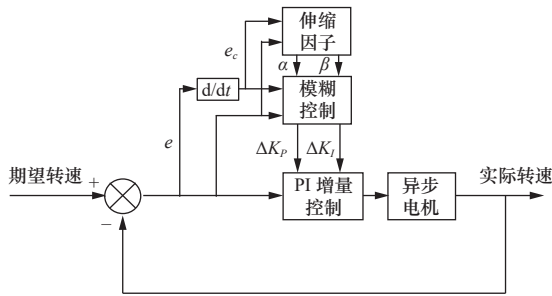 伸缩
因子
e_c
α
β
d/dt
模糊
控制
e
ΔK_P
ΔK_I
期望转速
+
−
PI 增量
控制
异步
电机
实际转速